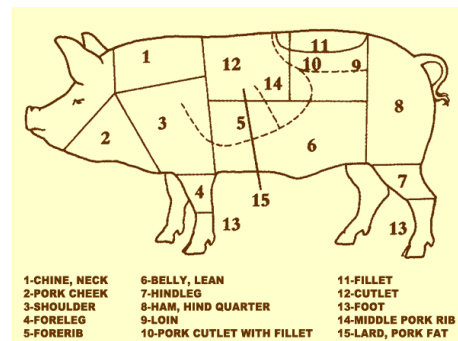 11
1
12
10
9
14
8
3
5
2
6
7
4
15
13
13
1-CHINE, NECK
2-PORK CHEEK
3-SHOULDER
4-FORELEG
5-FORERIB
6-BELLY, LEAN
7-HINDLEG
8-HAM, HIND QUARTER
9-LOIN
10-PORK CUTLET WITH FILLET
11-FILLET
12-CUTLET
13-FOOT
14-MIDDLE PORK RIB
15-LARD, PORK FAT